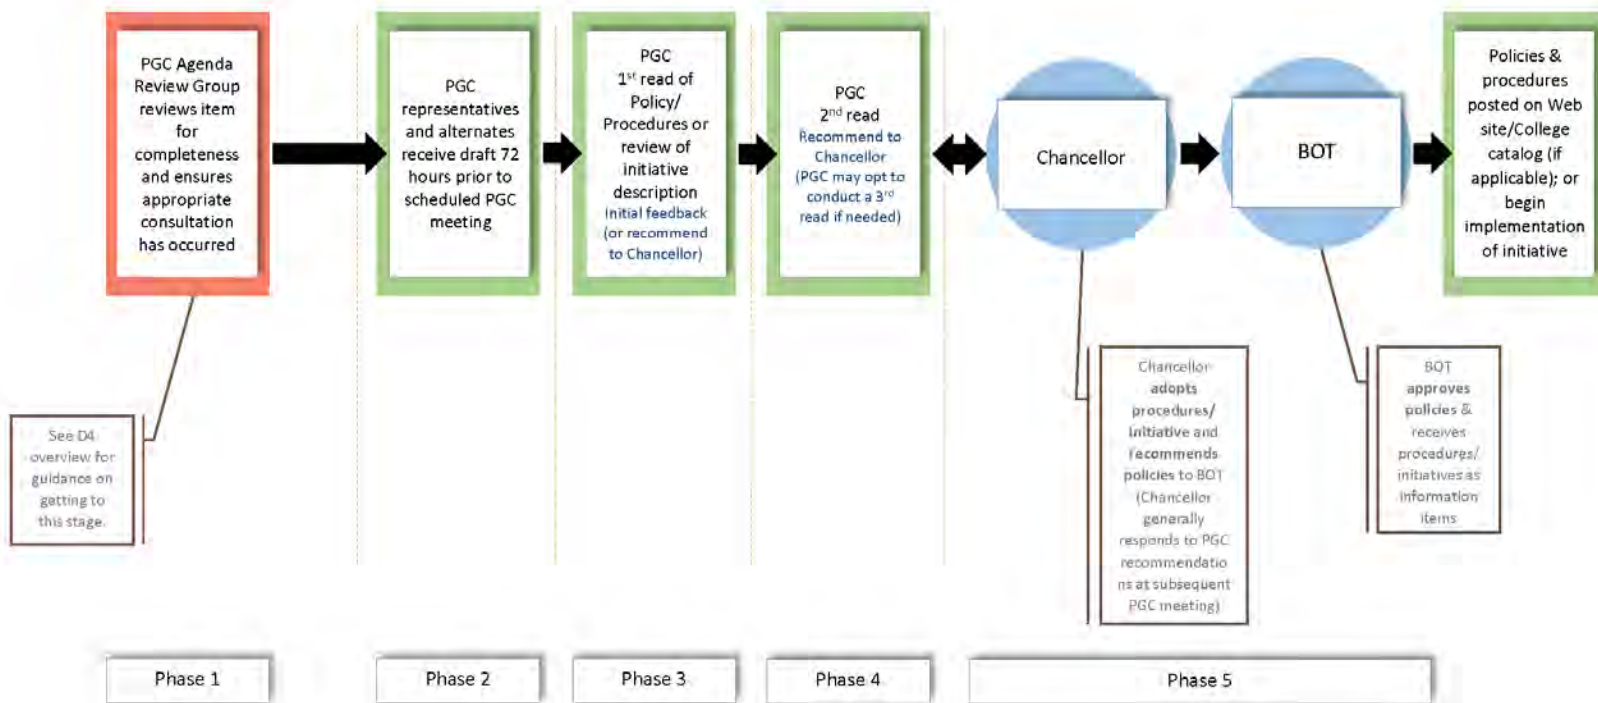 PGC Agenda
Review Group
reviews item
for
completeness
and ensures
appropriate
consultation
has occurred
PGC
representatives
and alternates
receive draft 72
hours prior to
scheduled PGC
meeting
PGC
1st read of
Policy/
Procedures or
review of
initiative
description
Initial feedback
(or recommend
to Chancellor)
PGC
2nd read
Recommend to
Chancellor
(PGC may opt to
conduct a 3rd
read if needed)
Chancellor
BOT
Policies &
procedures
posted on Web
site/College
catalog (if
applicable); or
begin
implementation
of initiative
See D4
overview for
guidance on
getting to
this stage.
Chancellor
adopts
procedures/
initiative and
recommends
policies to BOT
(Chancellor
generally
responds to PGC
recommendatio
ns at subsequent
PGC meeting)
BOT
approves
policies &
receives
procedures/
initiatives as
information
items
Phase 1
Phase 2
Phase 3
Phase 4
Phase 5